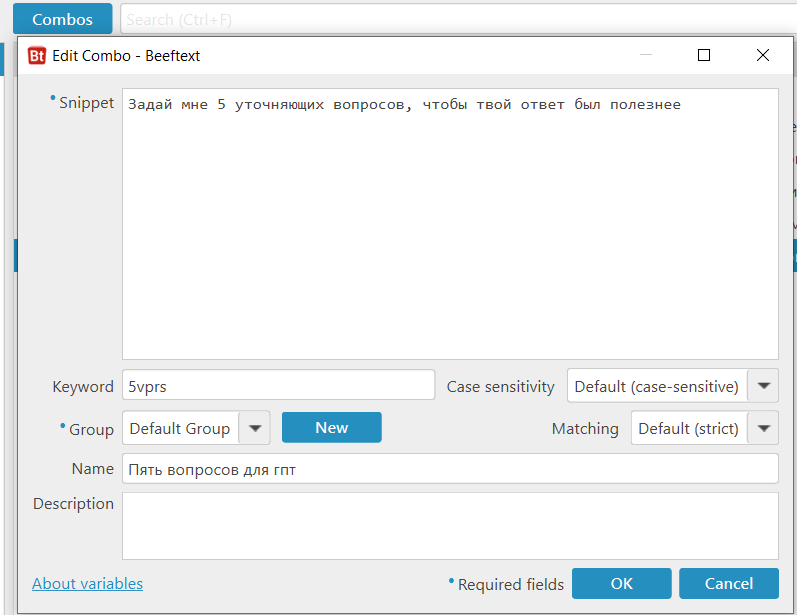 Combos
Search (Ctrl+F)
Bt Edit Combo - Beeftext
Snippet
Задай мне 5 уточняющих вопросов, чтобы твой ответ был полезнее
Keyword 5vprs Case sensitivity Default (case-sensitive)
Group Default Group New Matching Default (strict)
Name Пять вопросов для гпт
Description
About variables Required fields OK Cancel